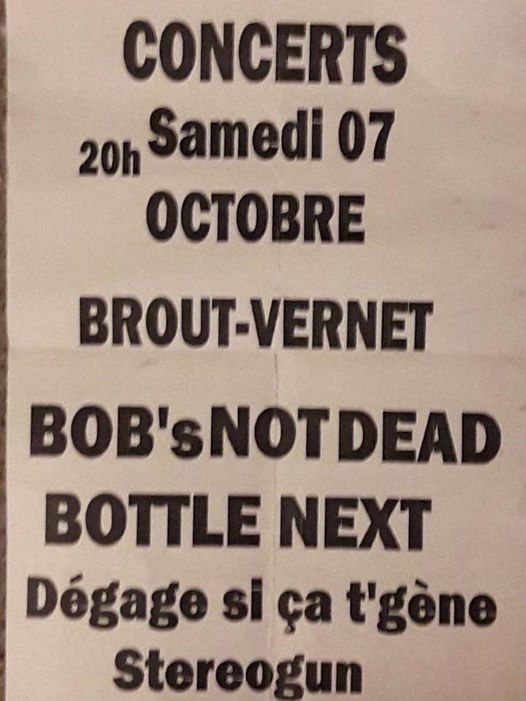 CONCERTS
20h Samedi 07
OCTOBRE
BROUT-VERNET
BOB's NOT DEAD
BOTTLE NEXT
Dégage si ça t'gène
Stereogun